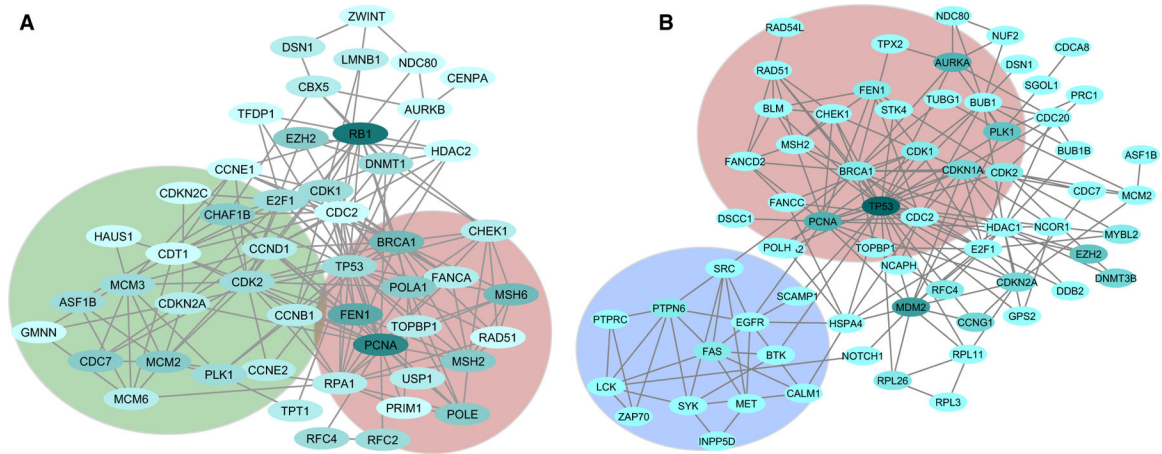 A
ZWINT
DSN1
LMNB1
NDC80
CENPA
CBX5
AURKB
TFDP1
RB1
EZH2
HDAC2
DNMT1
CCNE1
CDKN2C
E2F1
CDK1
CHAF1B
CDC2
HAUS1
CCND1
BRCA1
CHEK1
CDT1
TP53
FANCA
MCM3
CDK2
POLA1
MSH6
ASF1B
CDKN2A
CCNB1
FEN1
TOPBP1
GMNN
RAD51
PCNA
CDC7
MCM2
PLK1
CCNE2
MSH2
RPA1
USP1
MCM6
TPT1
PRIM1
POLE
RFC4
RFC2
B
NDC80
RAD54L
NUF2
TPX2
CDCA8
AURKA
DSN1
RAD51
SGOL1
FEN1
PRC1
BLM
TUBG1
BUB1
CHEK1
STK4
CDC20
PLK1
MSH2
BUB1B
CDK1
FANCD2
ASF1B
BRCA1
CDKN1A
CDK2
CDC7
MCM2
FANCC
TP53
DSCC1
PCNA
CDC2
HDAC1
NCOR1
MYBL2
POLH
2
TOPBP1
E2F1
EZH2
SRC
NCAPH
DNMT3B
RFC4
CDKN2A
DDB2
SCAMP1
MDM2
PTPRC
PTPN6
EGFR
HSPA4
CCNG1
GPS2
FAS
BTK
NOTCH1
RPL11
LCK
RPL26
CALM1
ZAP70
SYK
MET
RPL3
INPP5D